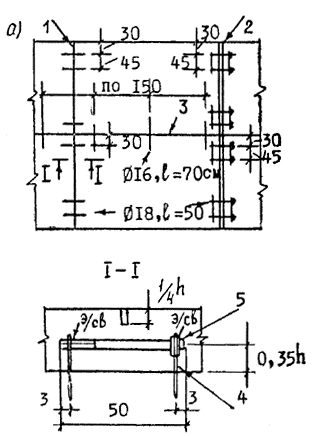 а)
1
2
30
30
45
45
по 150
3
30
30
45
I
I
Ø16, ℓ=70см
Ø18, ℓ=50
I-I
1/4h
э/св
э/св
5
0,35h
3
50
3
4